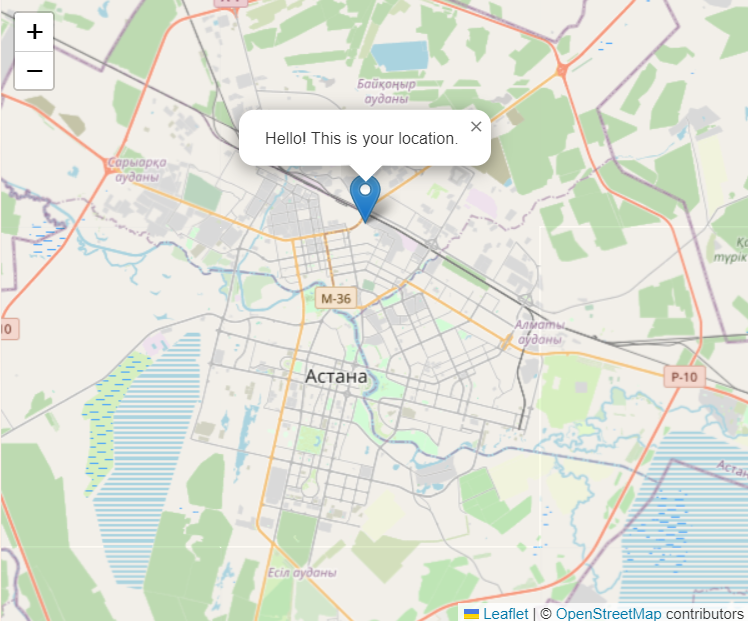 +
−
Байқоңыр
ауданы
Hello! This is your location.
×
Сарыарқа
ауданы
түрік
М-36
Алматы
ауданы
10
Астана
Р-10
Есіл ауданы
Leaflet | © OpenStreetMap contributors